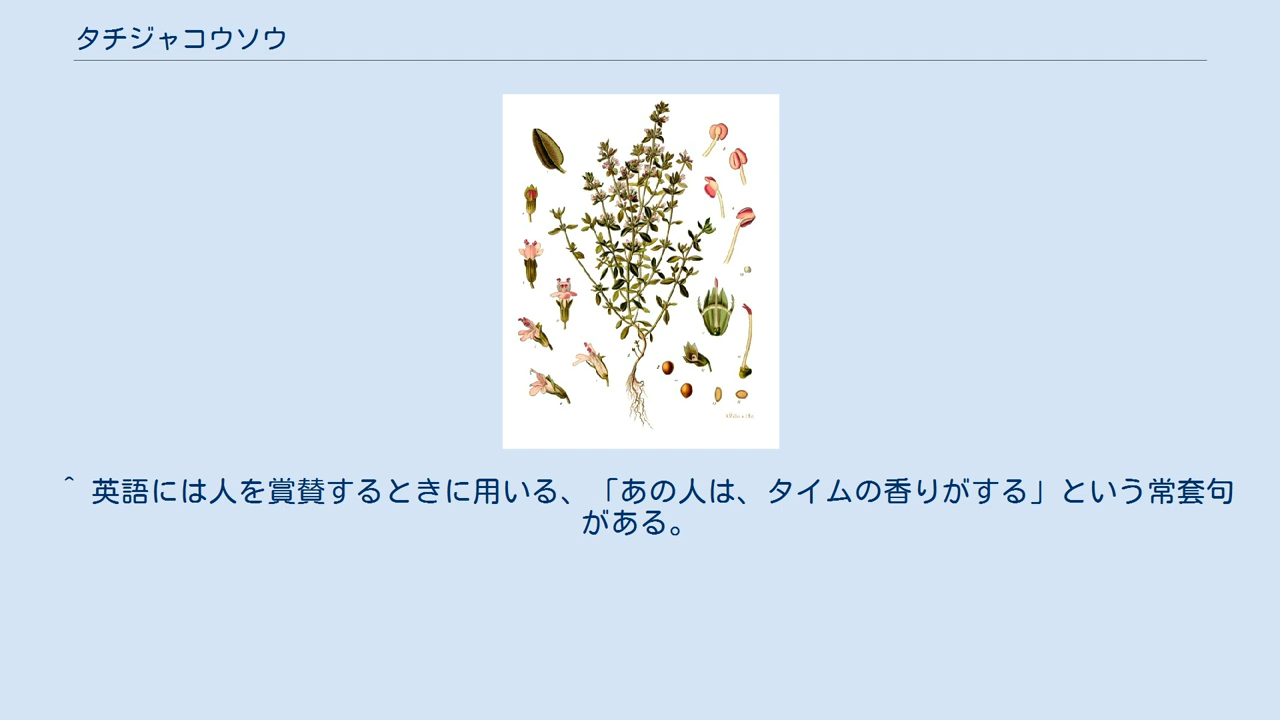 タチジャコウソウ
^ 英語には人を賞賛するときに用いる、「あの人は、タイムの香りがする」という常套句
がある。